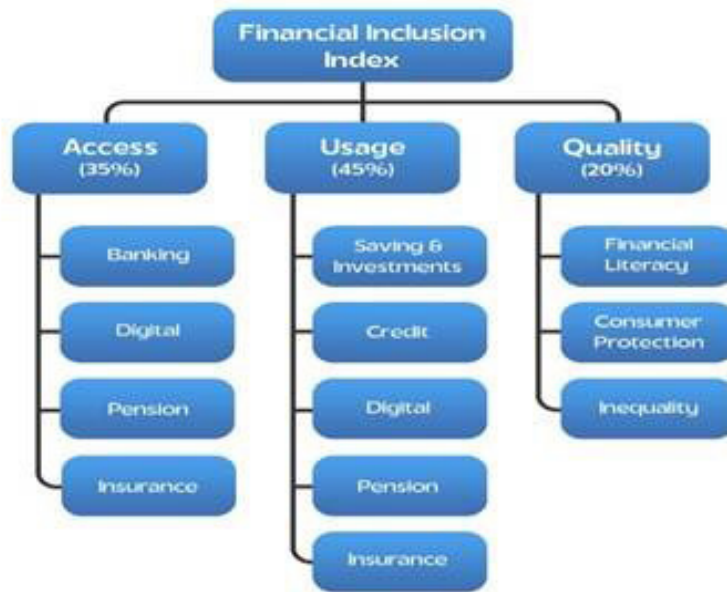 Financial Inclusion
Index
Access
(35%)
Banking
Digital
Pension
Insurance
Usage
(45%)
Saving &
Investments
Credit
Digital
Pension
Insurance
Quality
(20%)
Financial
Literacy
Consumer
Protection
Inequality